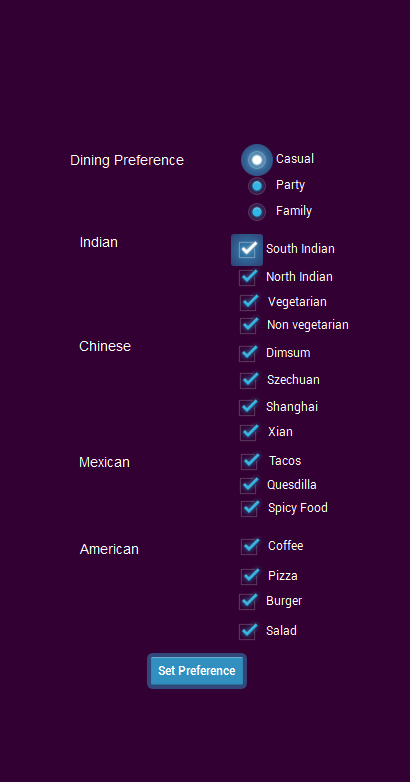 Dining Preference
Casual
Party
Family
Indian
South Indian
North Indian
Vegetarian
Non vegetarian
Chinese
Dimsum
Szechuan
Shanghai
Xian
Mexican
Tacos
Quesdilla
Spicy Food
American
Coffee
Pizza
Burger
Salad
Set Preference